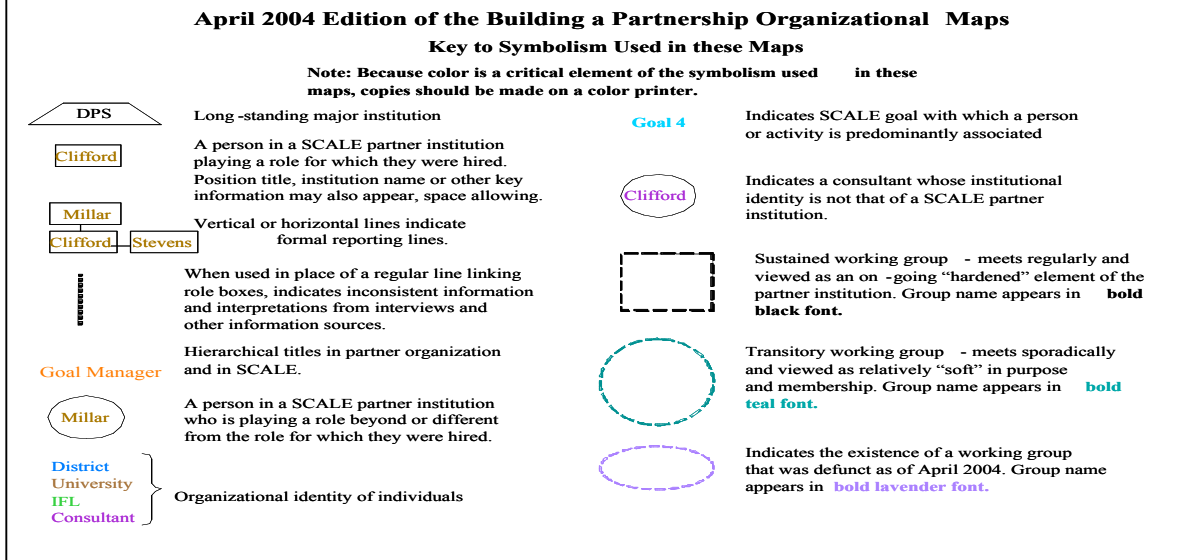 April 2004 Edition of the Building a Partnership Organizational Maps
Key to Symbolism Used in these Maps
Note: Because color is a critical element of the symbolism used in these
maps, copies should be made on a color printer.
DPS
Long -standing major institution
Clifford
A person in a SCALE partner institution
playing a role for which they were hired.
Position title, institution name or other key
information may also appear, space allowing.
Millar
Clifford
Stevens
Vertical or horizontal lines indicate
formal reporting lines.
When used in place of a regular line linking
role boxes, indicates inconsistent information
and interpretations from interviews and
other information sources.
Goal Manager
Hierarchical titles in partner organization
and in SCALE.
Millar
A person in a SCALE partner institution
who is playing a role beyond or different
from the role for which they were hired.
District
University
IFL
Consultant
Organizational identity of individuals
Goal 4
Indicates SCALE goal with which a person
or activity is predominantly associated
Clifford
Indicates a consultant whose institutional
identity is not that of a SCALE partner
institution.
Sustained working group - meets regularly and
viewed as an on -going “hardened” element of the
partner institution. Group name appears in bold
black font.
Transitory working group - meets sporadically
and viewed as relatively “soft” in purpose
and membership. Group name appears in bold
teal font.
Indicates the existence of a working group
that was defunct as of April 2004. Group name
appears in bold lavender font.